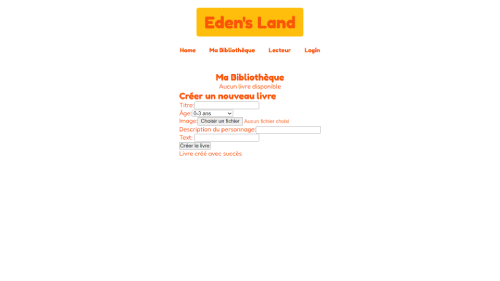 Eden's Land
Home Ma Bibliothèque Lecteur Login
Ma Bibliothèque
Aucun livre disponible
Créer un nouveau livre
Titre:
Âge: 0-3 ans
Image: Choisir un fichier Aucun fichier choisi
Description du personnage:
Text:
Créer le livre
Livre créé avec succès